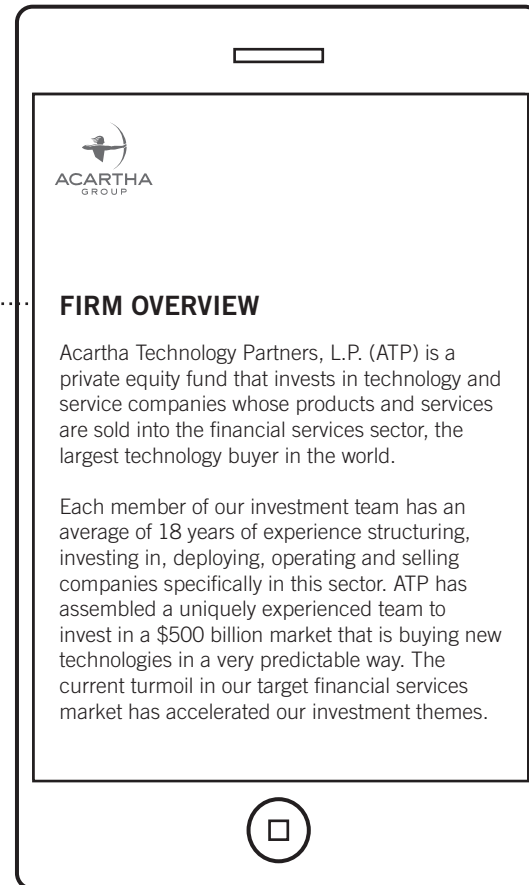 ACARTHA
GROUP
FIRM OVERVIEW
Acartha Technology Partners, L.P. (ATP) is a
private equity fund that invests in technology and
service companies whose products and services
are sold into the financial services sector, the
largest technology buyer in the world.
Each member of our investment team has an
average of 18 years of experience structuring,
investing in, deploying, operating and selling
companies specifically in this sector. ATP has
assembled a uniquely experienced team to
invest in a $500 billion market that is buying new
technologies in a very predictable way. The
current turmoil in our target financial services
market has accelerated our investment themes.